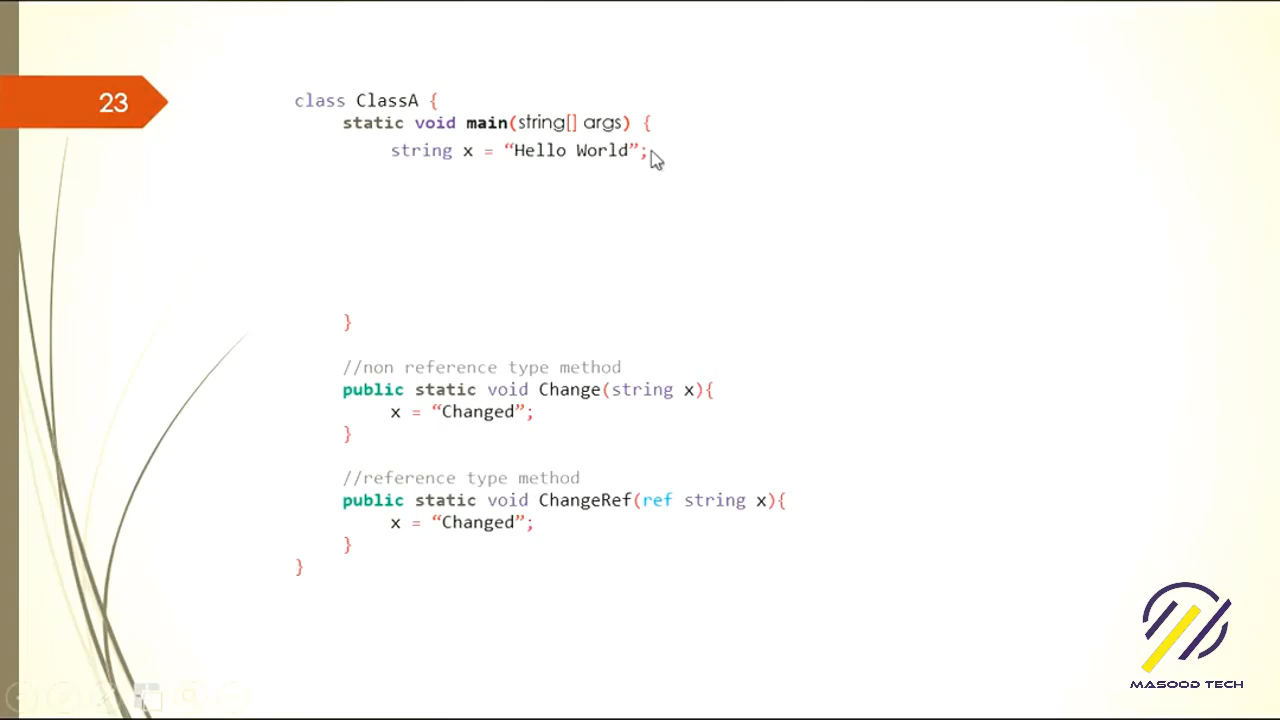 23
class ClassA {
static void main(string[] args) {
string x = “Hello World”;
}
//non reference type method
public static void Change(string x){
x = “Changed”;
}
//reference type method
public static void ChangeRef(ref string x){
x = “Changed”;
}
}
MASOOD TECH